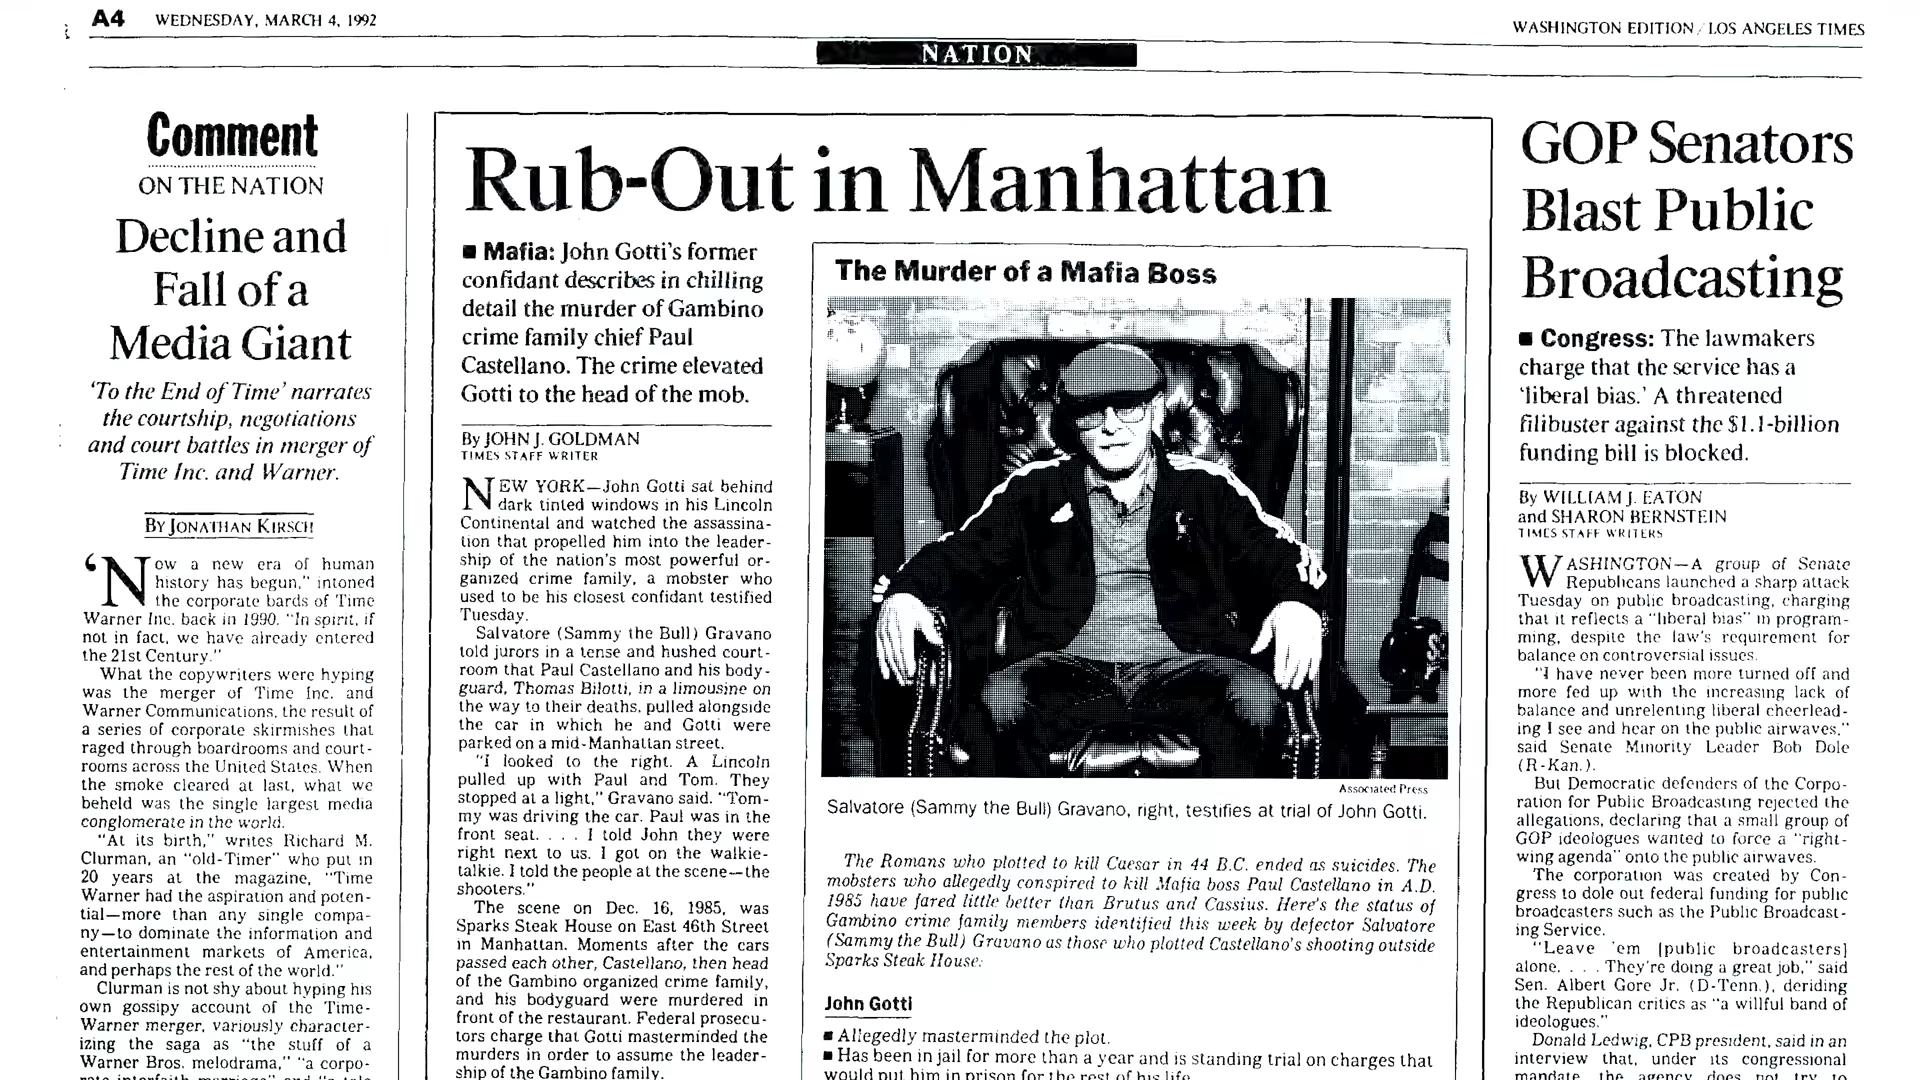 A4 WEDNESDAY, MARCH 4, 1992
WASHINGTON EDITION / LOS ANGELES TIMES
NATION
Comment
ON THE NATION
Decline and
Fall of a
Media Giant
‘To the End of Time’ narrates
the courtship, negotiations
and court battles in merger of
Time Inc. and Warner.
By JONATHAN KIRSCH
‘Now a new era of human
history has begun,” intoned
the corporate bards of Time
Warner Inc. back in 1990. “In spirit, if
not in fact, we have already entered
the 21st Century.”
What the copywriters were hyping
was the merger of Time Inc. and
Warner Communications, the result of
a series of corporate skirmishes that
raged through boardrooms and court-
rooms across the United States. When
the smoke cleared at last, what we
beheld was the single largest media
conglomerate in the world.
“At its birth,” writes Richard M.
Clurman, an “old-Timer” who put in
20 years at the magazine, “Time
Warner had the aspiration and poten-
tial—more than any single compa-
ny—to dominate the information and
entertainment markets of America,
and perhaps the rest of the world.”
Clurman is not shy about hyping his
own gossipy account of the Time-
Warner merger, variously character-
izing the saga as “the stuff of a
Warner Bros. melodrama,” “a corpo-
Rub-Out in Manhattan
■ Mafia: John Gotti’s former
confidant describes in chilling
detail the murder of Gambino
crime family chief Paul
Castellano. The crime elevated
Gotti to the head of the mob.
By JOHN J. GOLDMAN
TIMES STAFF WRITER
NEW YORK—John Gotti sat behind
dark tinted windows in his Lincoln
Continental and watched the assassina-
tion that propelled him into the leader-
ship of the nation’s most powerful or-
ganized crime family, a mobster who
used to be his closest confidant testified
Tuesday.
Salvatore (Sammy the Bull) Gravano
told jurors in a tense and hushed court-
room that Paul Castellano and his body-
guard, Thomas Bilotti, in a limousine on
the way to their deaths, pulled alongside
the car in which he and Gotti were
parked on a mid-Manhattan street.
“I looked to the right. A Lincoln
pulled up with Paul and Tom. They
stopped at a light,” Gravano said. “Tom-
my was driving the car. Paul was in the
front seat. . . . I told John they were
right next to us. I got on the walkie-
talkie. I told the people at the scene—the
shooters.”
The scene on Dec. 16, 1985, was
Sparks Steak House on East 46th Street
in Manhattan. Moments after the cars
passed each other, Castellano, then head
of the Gambino organized crime family,
and his bodyguard were murdered in
front of the restaurant. Federal prosecu-
tors charge that Gotti masterminded the
murders in order to assume the leader-
ship of the Gambino family.
The Murder of a Mafia Boss
Associated Press
Salvatore (Sammy the Bull) Gravano, right, testifies at trial of John Gotti.
The Romans who plotted to kill Caesar in 44 B.C. ended as suicides. The
mobsters who allegedly conspired to kill Mafia boss Paul Castellano in A.D.
1985 have fared little better than Brutus and Cassius. Here’s the status of
Gambino crime family members identified this week by defector Salvatore
(Sammy the Bull) Gravano as those who plotted Castellano’s shooting outside
Sparks Steak House:
John Gotti
■ Allegedly masterminded the plot.
■ Has been in jail for more than a year and is standing trial on charges that
would put him in prison for the rest of his life.
GOP Senators
Blast Public
Broadcasting
■ Congress: The lawmakers
charge that the service has a
‘liberal bias.’ A threatened
filibuster against the $1.1-billion
funding bill is blocked.
By WILLIAM J. EATON
and SHARON BERNSTEIN
TIMES STAFF WRITERS
WASHINGTON—A group of Senate
Republicans launched a sharp attack
Tuesday on public broadcasting, charging
that it reflects a “liberal bias” in program-
ming, despite the law’s requirement for
balance on controversial issues.
“I have never been more turned off and
more fed up with the increasing lack of
balance and unrelenting liberal cheerlead-
ing I see and hear on the public airwaves,”
said Senate Minority Leader Bob Dole
(R-Kan.).
But Democratic defenders of the Corpo-
ration for Public Broadcasting rejected the
allegations, declaring that a small group of
GOP ideologues wanted to force a “right-
wing agenda” onto the public airwaves.
The corporation was created by Con-
gress to dole out federal funding for public
broadcasters such as the Public Broadcast-
ing Service.
“Leave ’em [public broadcasters]
alone. . . . They’re doing a great job,” said
Sen. Albert Gore Jr. (D-Tenn.), deriding
the Republican critics as “a willful band of
ideologues.”
Donald Ledwig, CPB president, said in an
interview that, under its congressional
mandate, the agency does not try to